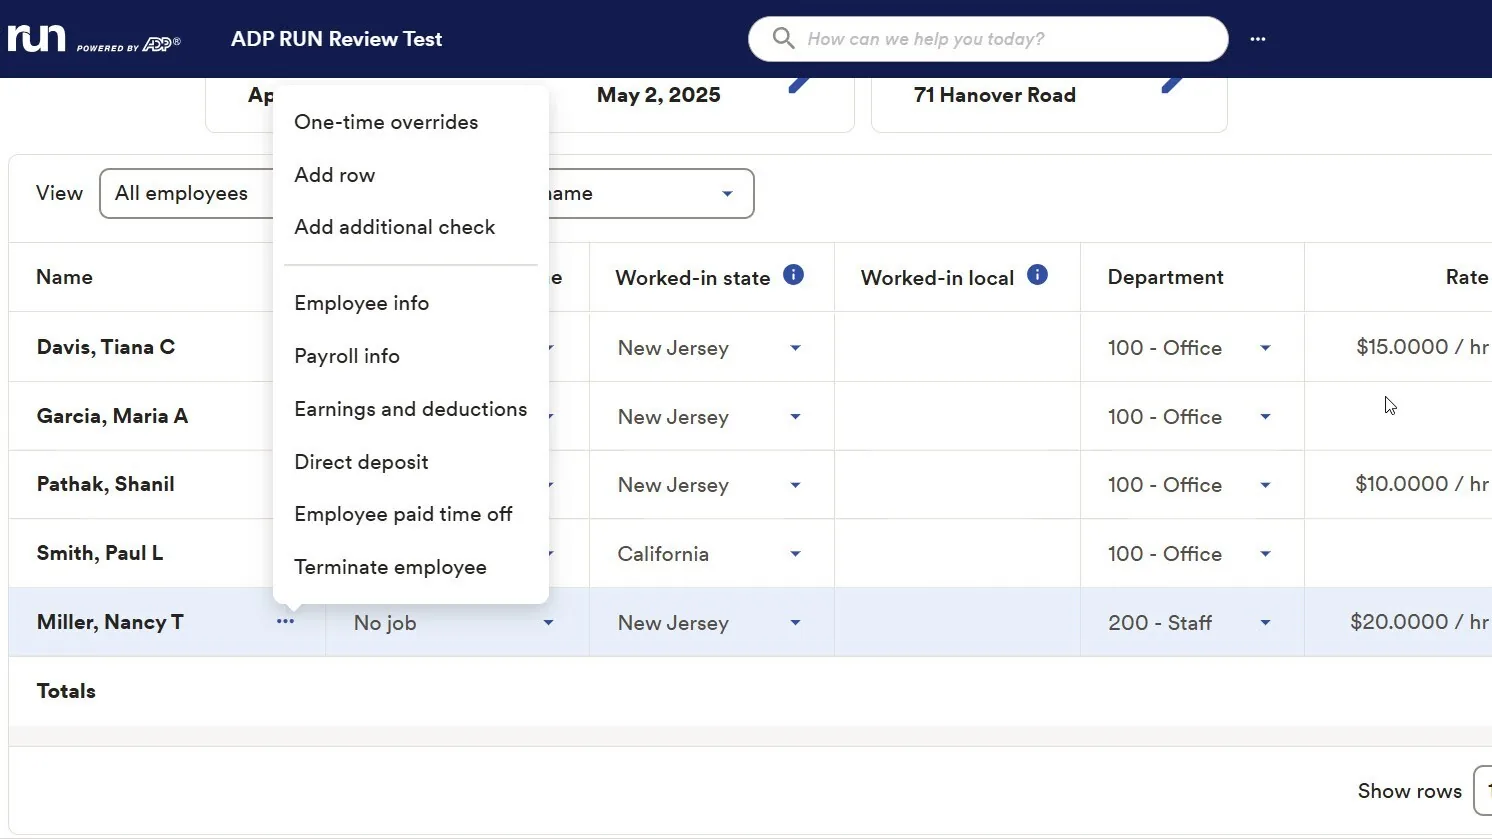 run POWERED BY ADP®
ADP RUN Review Test
How can we help you today?
May 2, 2025
71 Hanover Road
One-time overrides
Add row
Add additional check
Employee info
Payroll info
Earnings and deductions
Direct deposit
Employee paid time off
Terminate employee
View All employees
Name Worked-in state Worked-in local Department Rate
Davis, Tiana C New Jersey 100 - Office $15.0000 / hr
Garcia, Maria A New Jersey 100 - Office
Pathak, Shanil New Jersey 100 - Office $10.0000 / hr
Smith, Paul L California 100 - Office
Miller, Nancy T No job New Jersey 200 - Staff $20.0000 / hr
Totals
Show rows